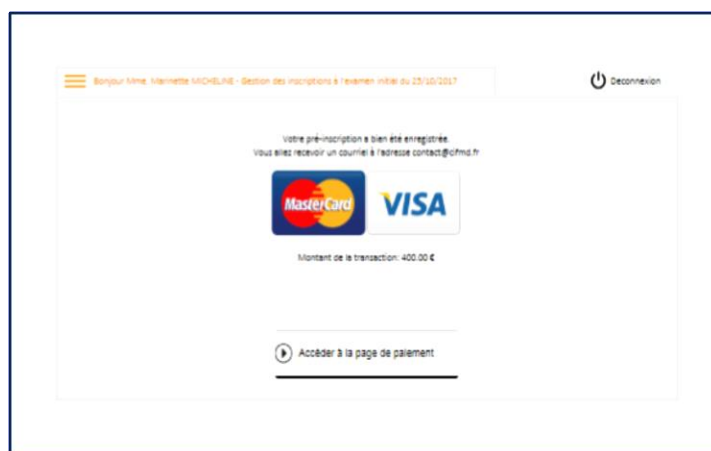 Bonjour Mme. Marinette MICHELINE - Gestion des inscriptions à l'examen initial du 25/10/2017
Deconnexion
Votre pré-inscription a bien été enregistrée.
Vous allez recevoir un courriel à l'adresse contact@cifmd.fr
MasterCard
VISA
Montant de la transaction: 400.00 €
Accèder à la page de paiement